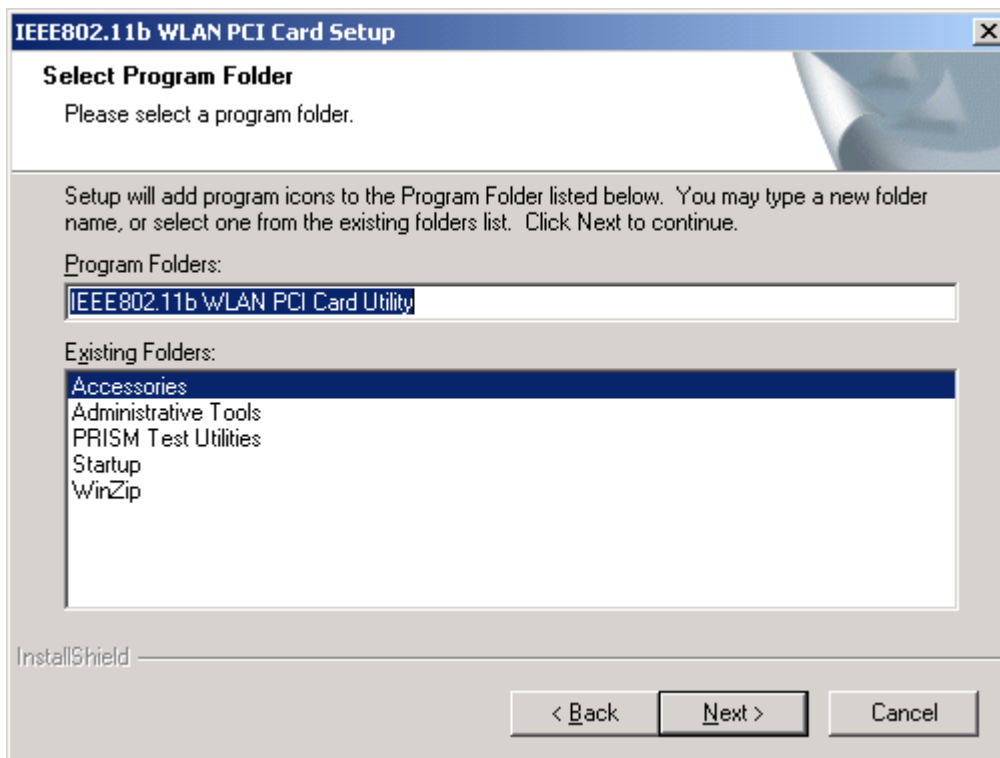 IEEE802.11b WLAN PCI Card Setup
Select Program Folder
Please select a program folder.
Setup will add program icons to the Program Folder listed below.  You may type a new folder
name, or select one from the existing folders list.  Click Next to continue.
Program Folders:
IEEE802.11b WLAN PCI Card Utility
Existing Folders:
Accessories
Administrative Tools
PRISM Test Utilities
Startup
WinZip
InstallShield
< Back
Next >
Cancel